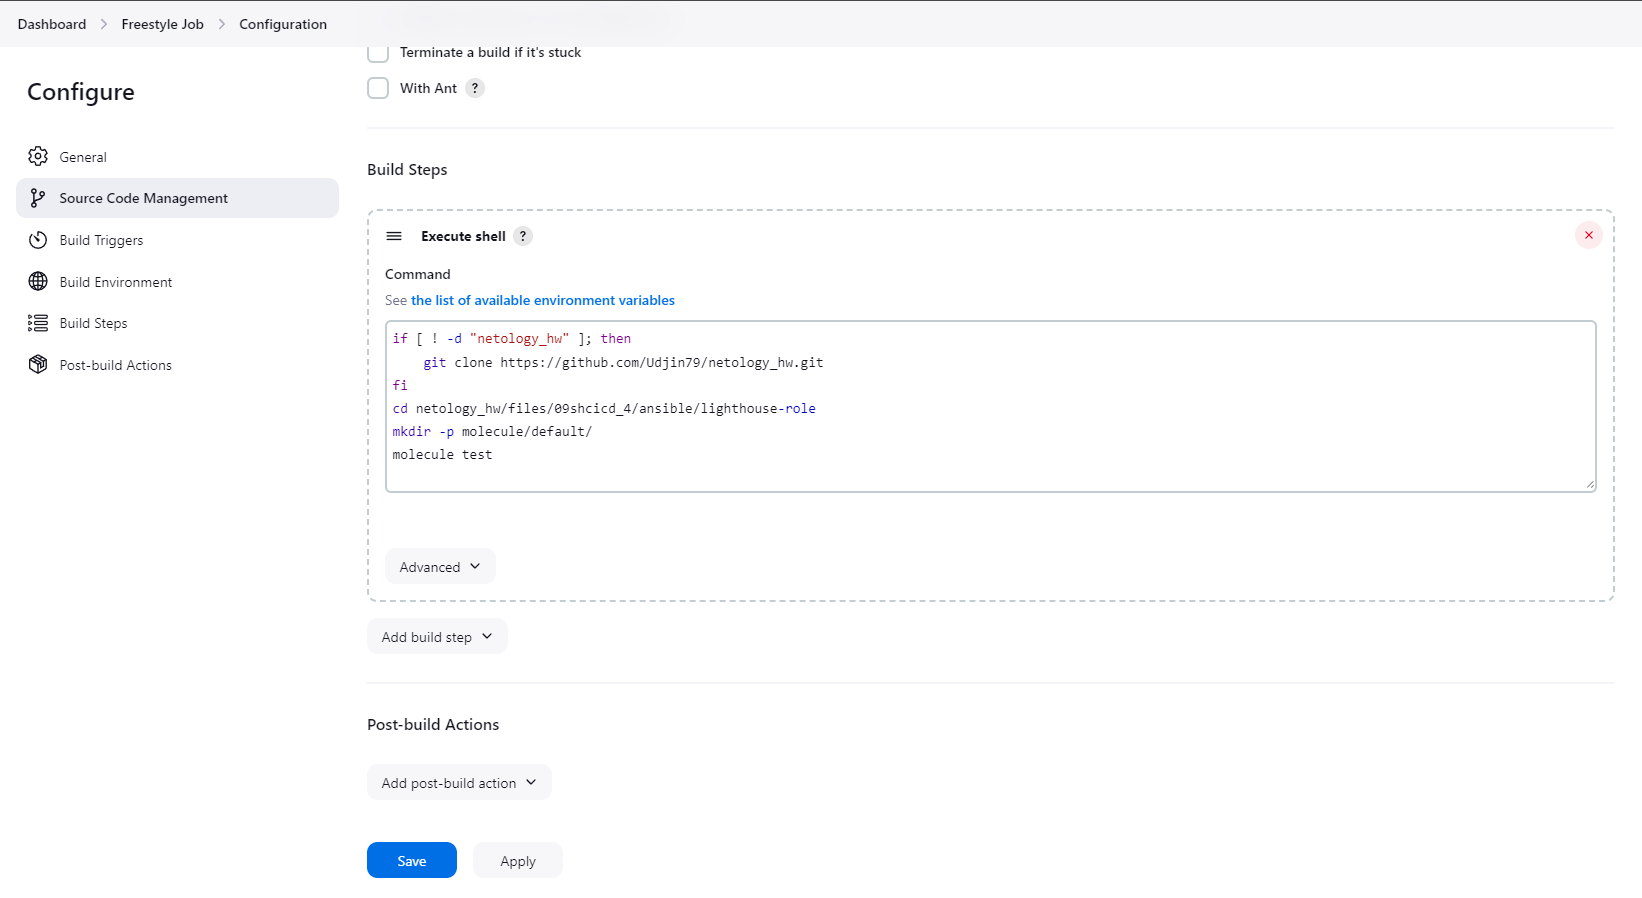 Dashboard > Freestyle Job > Configuration
Configure
General
Source Code Management
Build Triggers
Build Environment
Build Steps
Post-build Actions
Terminate a build if it's stuck
With Ant ?
Build Steps
Execute shell ?
Command
See the list of available environment variables
if [ ! -d "netology_hw" ]; then
    git clone https://github.com/Udjin79/netology_hw.git
fi
cd netology_hw/files/09shcicd_4/ansible/lighthouse-role
mkdir -p molecule/default/
molecule test
Advanced
Add build step
Post-build Actions
Add post-build action
Save Apply